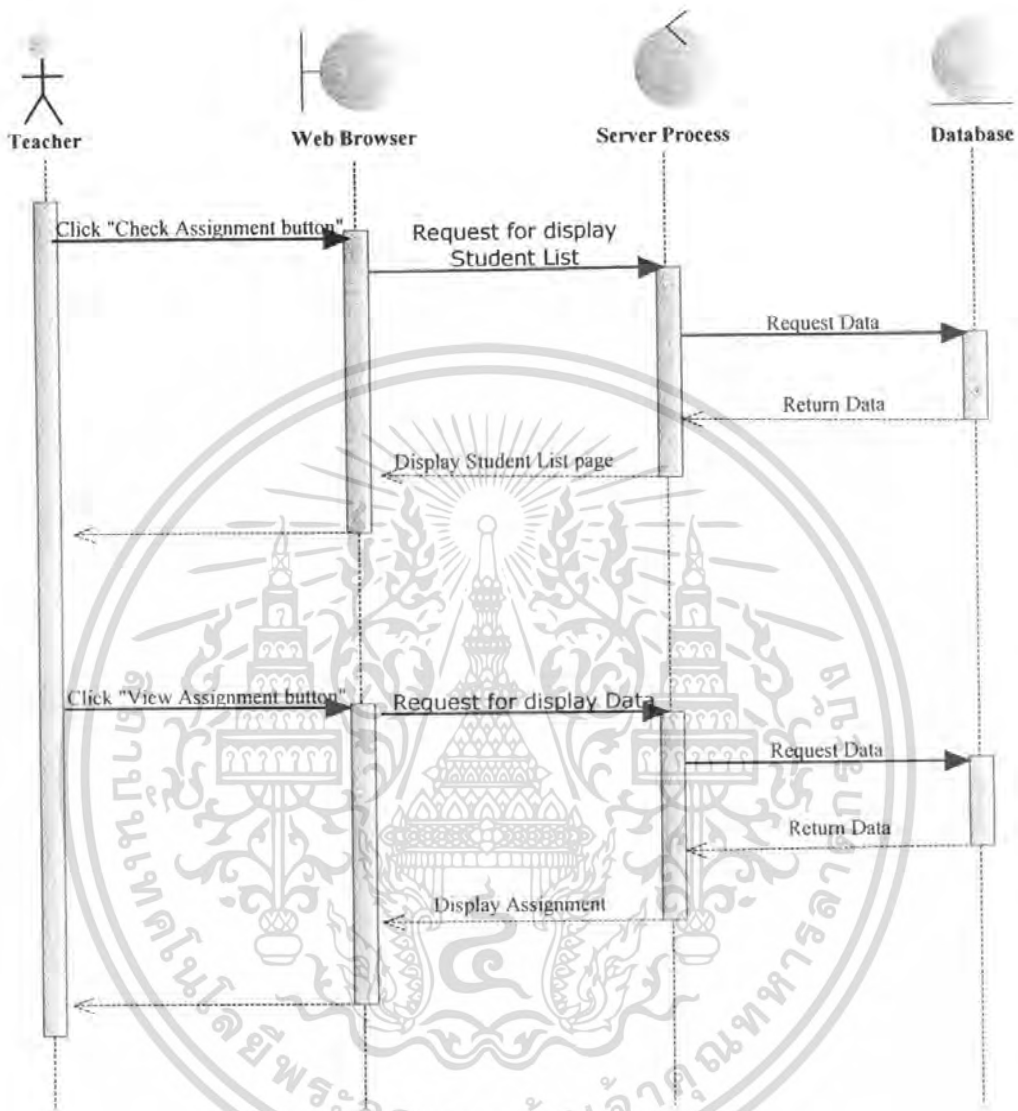 Teacher
Web Browser
Server Process
Database
Click "Check Assignment button"
Request for display
Student List
Request Data
Return Data
Display Student List page
Click "View Assignment button"
Request for display Data
Request Data
Return Data
Display Assignment